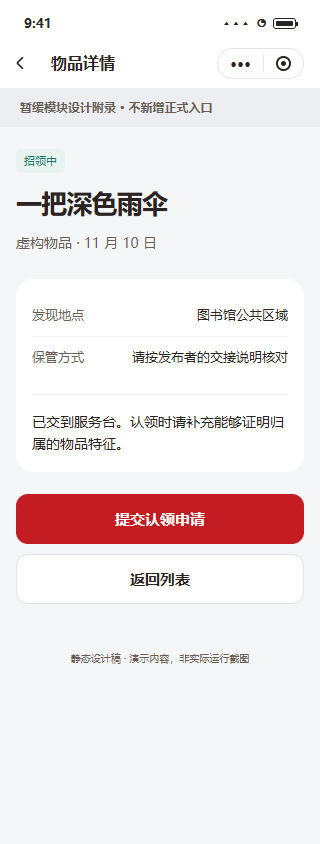 9:41
物品详情
暂缓模块设计附录·不新增正式入口
招领中
一把深色雨伞
虚构物品 · 11 月 10 日
发现地点
图书馆公共区域
保管方式
请按发布者的交接说明核对
已交到服务台。认领时请补充能够证明归
属的物品特征。
提交认领申请
返回列表
静态设计稿 · 演示内容，非实际运行截图